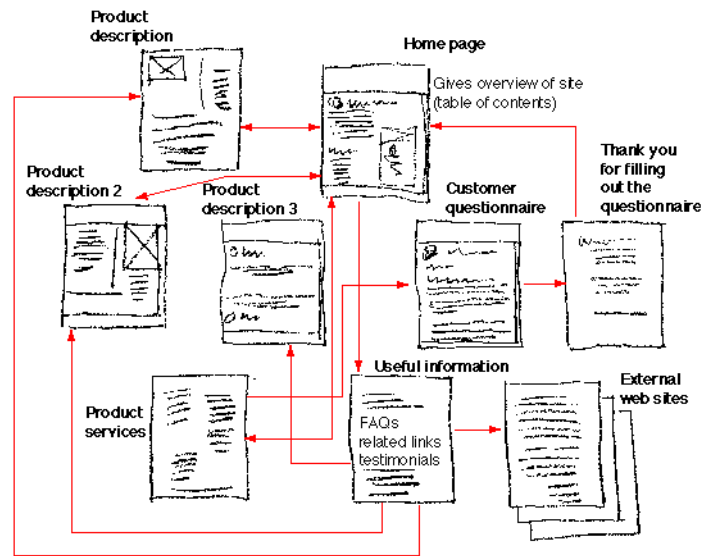 Product
description
Home page
Gives overview of site
(table of contents)
Thank you
for filling
out the
questionnaire
Product
description 2
Product
description 3
Customer
questionnaire
Useful information
External
web sites
Product
services
FAQs
related links
testimonials